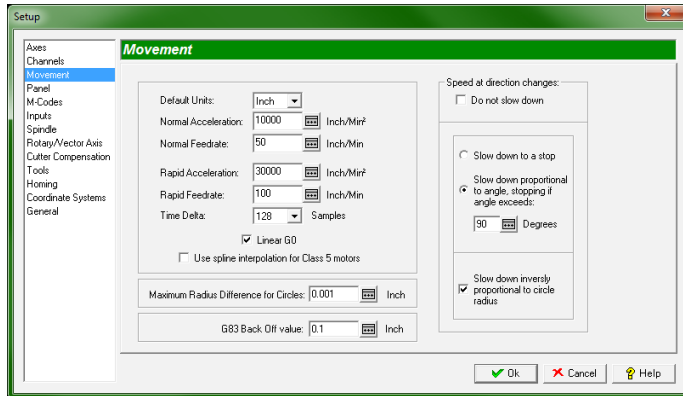 Setup
Axes
Channels
Movement
Panel
M-Codes
Inputs
Spindle
Rotary/Vector Axis
Cutter Compensation
Tools
Homing
Coordinate Systems
General
Movement
Default Units: Inch
Normal Acceleration: 10000 Inch/Min²
Normal Feedrate: 50 Inch/Min
Rapid Acceleration: 30000 Inch/Min²
Rapid Feedrate: 100 Inch/Min
Time Delta: 128 Samples
Linear G0
Use spline interpolation for Class 5 motors
Maximum Radius Difference for Circles: 0.001 Inch
G83 Back Off value: 0.1 Inch
Speed at direction changes:
Do not slow down
Slow down to a stop
Slow down proportional
to angle, stopping if
angle exceeds:
90 Degrees
Slow down inversly
proportional to circle
radius
Ok Cancel Help